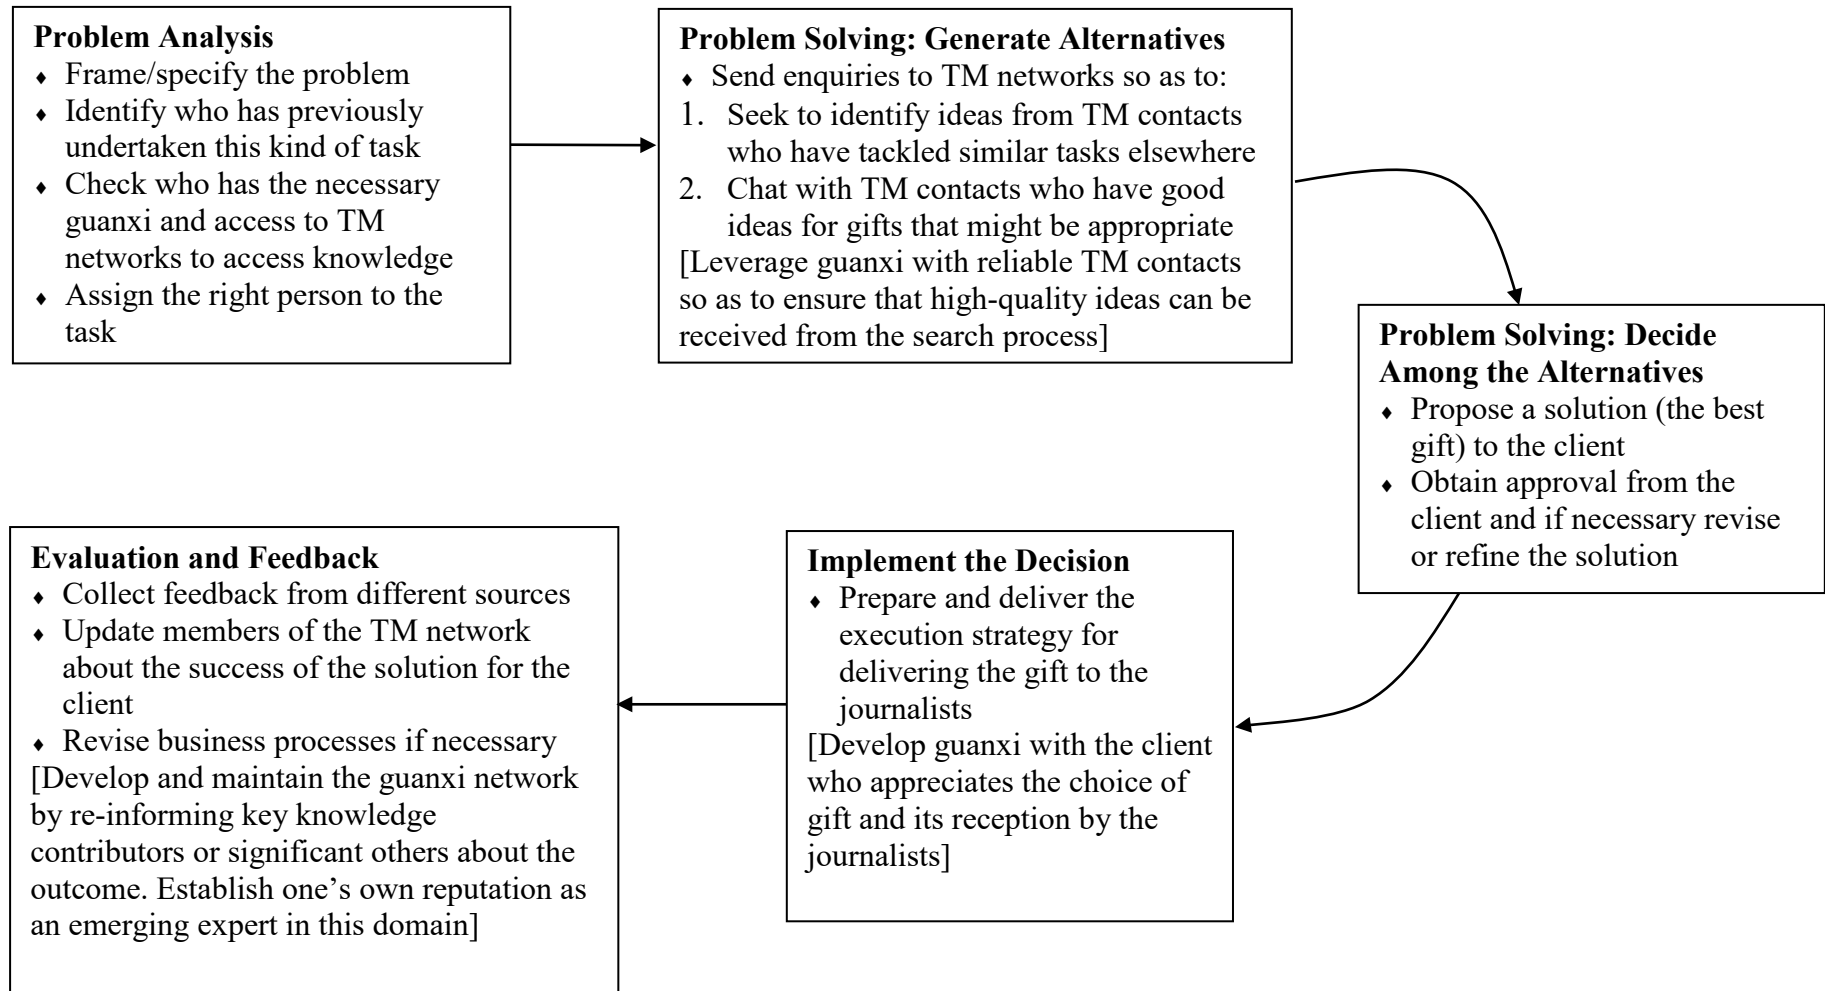 Problem Analysis
♦ Frame/specify the problem
♦ Identify who has previously
undertaken this kind of task
♦ Check who has the necessary
guanxi and access to TM
networks to access knowledge
♦ Assign the right person to the
task
Problem Solving: Generate Alternatives
♦ Send enquiries to TM networks so as to:
1. Seek to identify ideas from TM contacts
who have tackled similar tasks elsewhere
2. Chat with TM contacts who have good
ideas for gifts that might be appropriate
[Leverage guanxi with reliable TM contacts
so as to ensure that high-quality ideas can be
received from the search process]
Problem Solving: Decide
Among the Alternatives
♦ Propose a solution (the best
gift) to the client
♦ Obtain approval from the
client and if necessary revise
or refine the solution
Implement the Decision
♦ Prepare and deliver the
execution strategy for
delivering the gift to the
journalists
[Develop guanxi with the client
who appreciates the choice of
gift and its reception by the
journalists]
Evaluation and Feedback
♦ Collect feedback from different sources
♦ Update members of the TM network
about the success of the solution for the
client
♦ Revise business processes if necessary
[Develop and maintain the guanxi network
by re-informing key knowledge
contributors or significant others about the
outcome. Establish one’s own reputation as
an emerging expert in this domain]